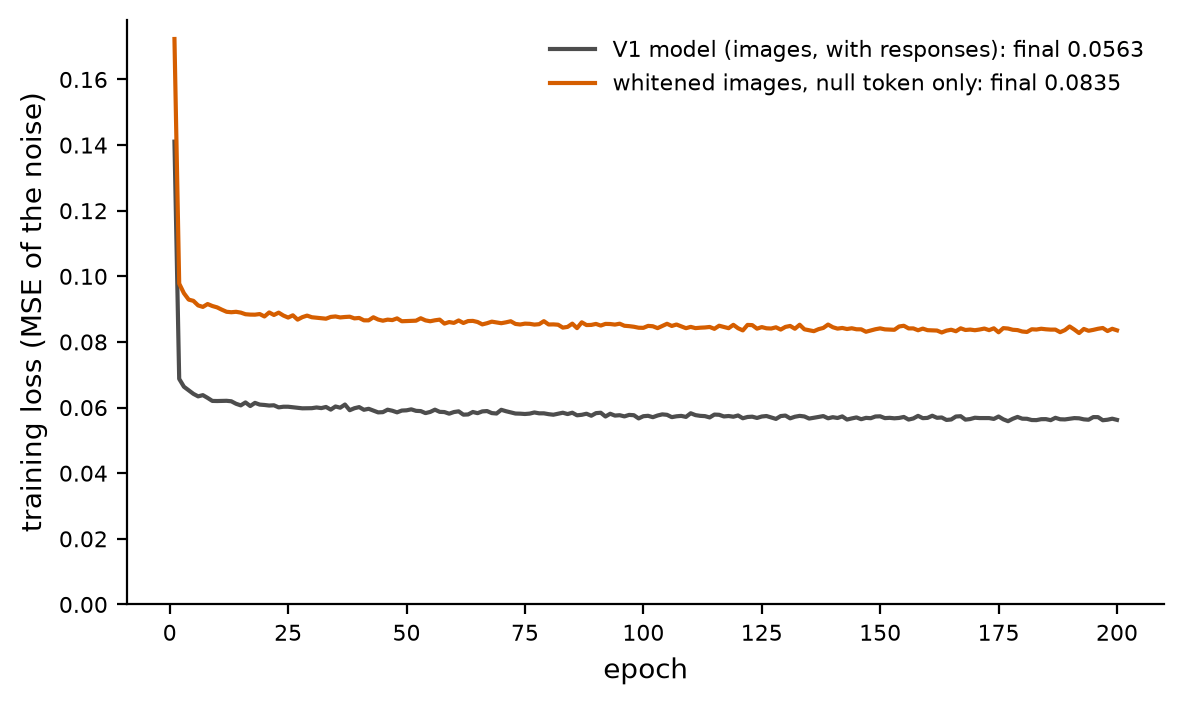 V1 model (images, with responses): final 0.0563
whitened images, null token only: final 0.0835
training loss (MSE of the noise)
0.16
0.14
0.12
0.10
0.08
0.06
0.04
0.02
0.00
0 25 50 75 100 125 150 175 200
epoch